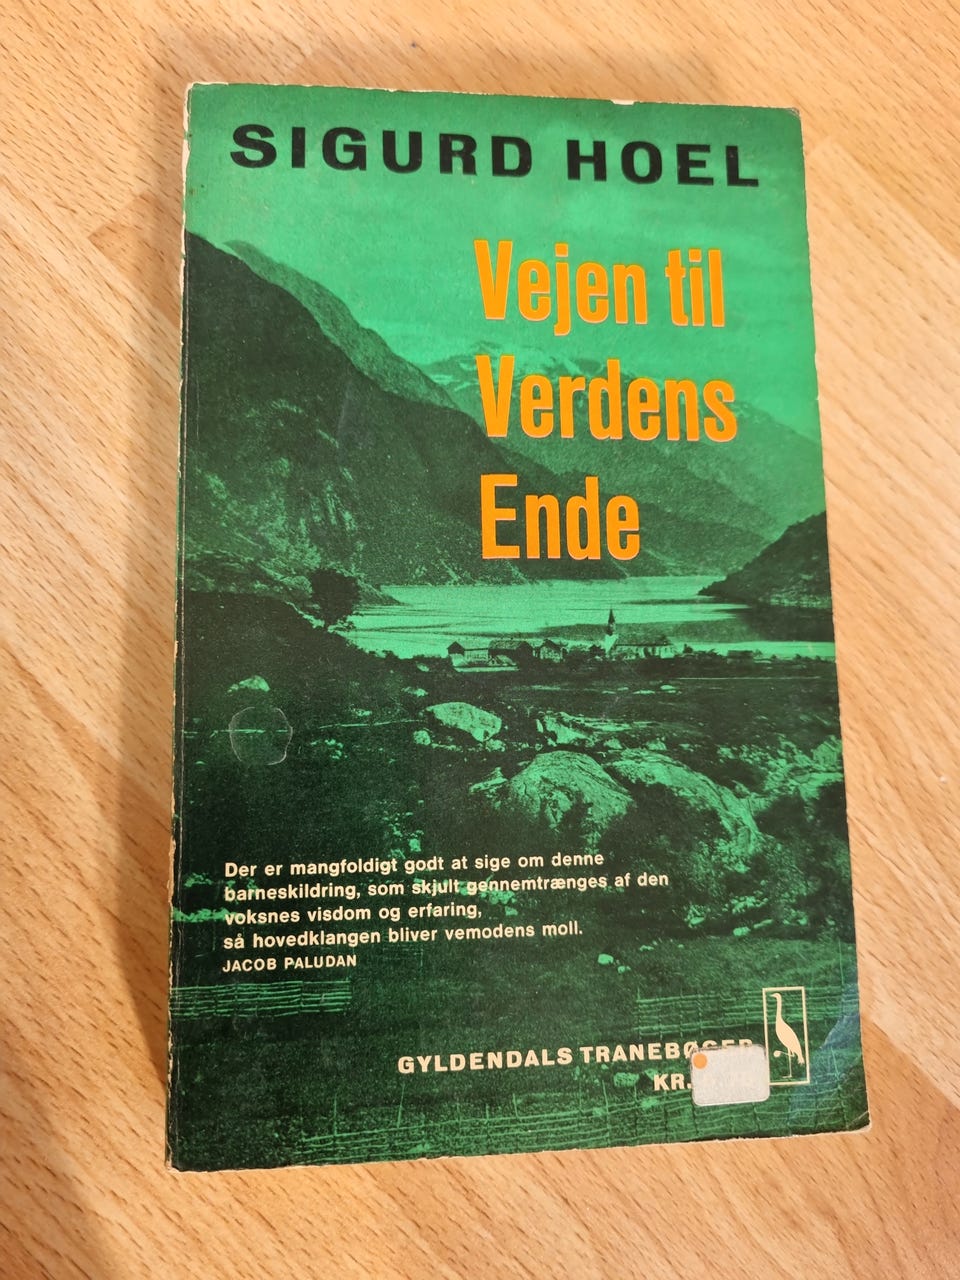 SIGURD HOEL
Vejen til
Verdens
Ende
Der er mangfoldigt godt at sige om denne
barneskildring, som skjult gennemtrænges af den
voksnes visdom og erfaring,
så hovedklangen bliver vemodens moll.
JACOB PALUDAN
GYLDENDALS TRANEBØGER
KR.